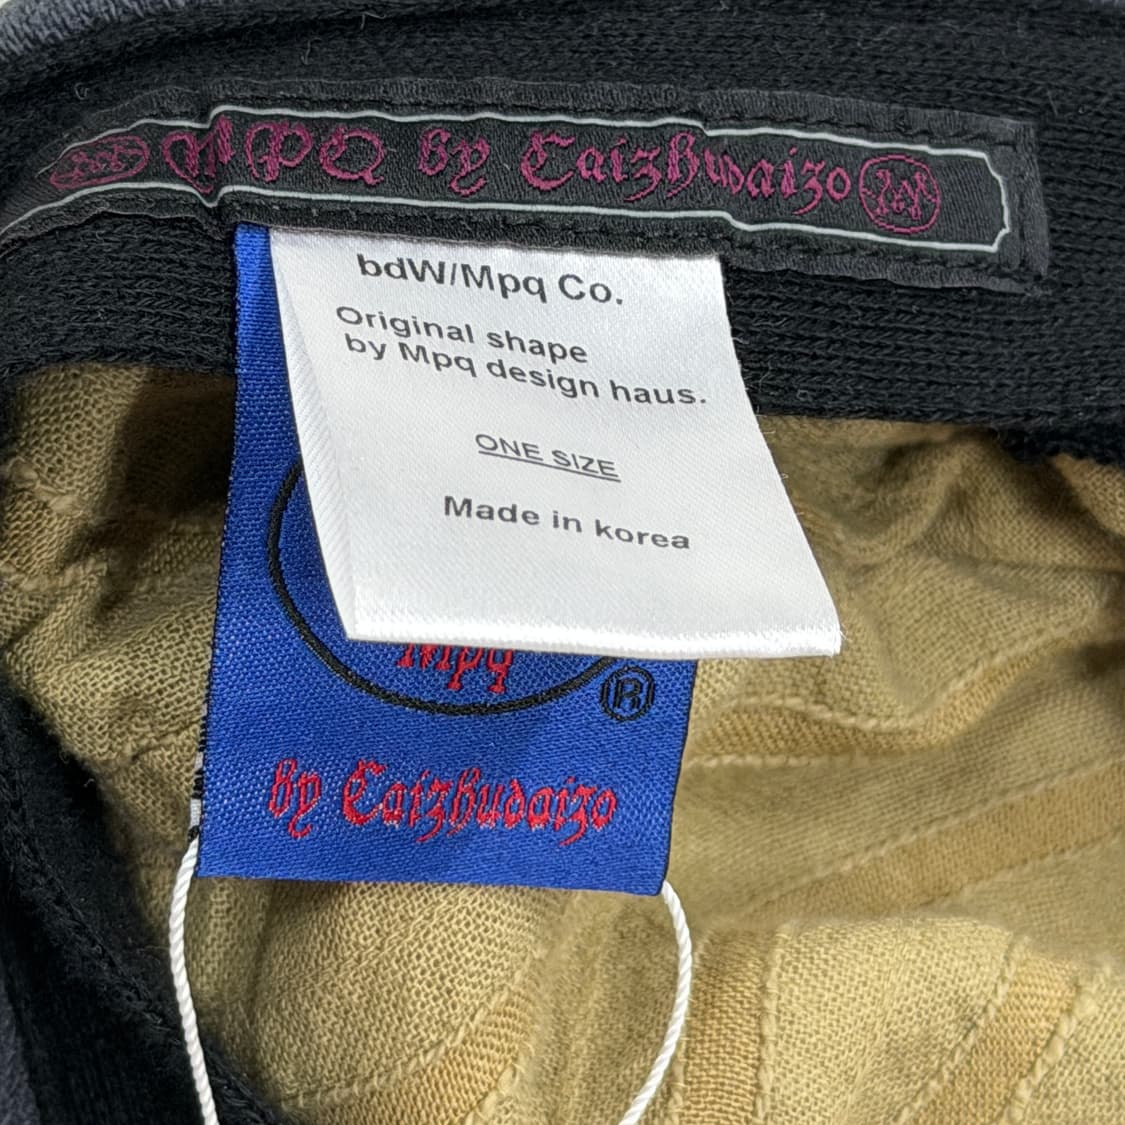 MPQ by Caizhudaizo
bdW/Mpq Co.
Original shape
by Mpq design haus.
ONE SIZE
Made in korea
Mpq
®
by Caizhudaizo